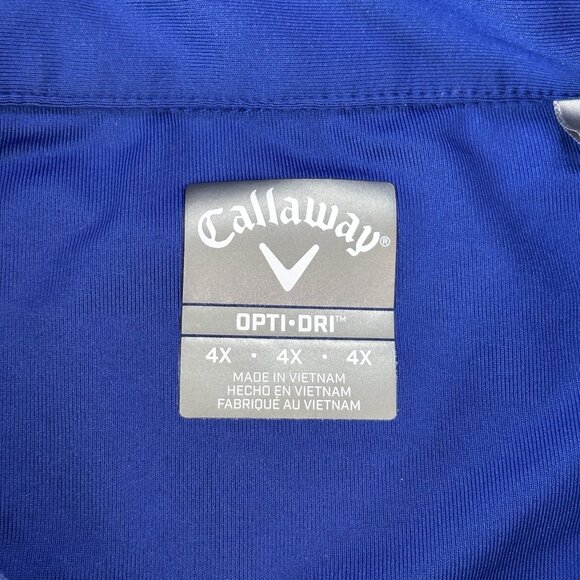 Callaway®
OPTI•DRI™
4X • 4X • 4X
MADE IN VIETNAM
HECHO EN VIETNAM
FABRIQUÉ AU VIETNAM